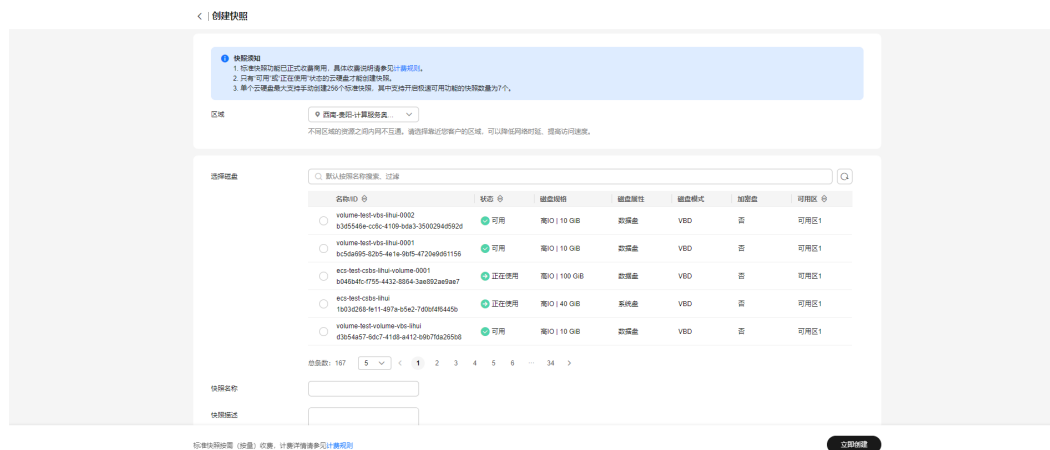 创建快照
快照须知
1. 标准快照功能已正式收费商用，具体收费说明请参见计费规则。
2. 只有"可用"或"正在使用"状态的云硬盘才能创建快照。
3. 单个云硬盘最大支持手动创建256个标准快照，其中支持开启极速可用功能的快照数量为7个。
区域
西南-贵阳-计算服务奥...
不同区域的资源之间内网不互通。请选择靠近您客户的区域，可以降低网络时延、提高访问速度。
选择磁盘
默认按照名称搜索、过滤
名称/ID 状态 磁盘规格 磁盘属性 磁盘模式 加密盘 可用区
volume-test-vbs-lihui-0002
b3d5546e-cc6c-4109-bda3-3500294d592d 可用 高IO | 10 GiB 数据盘 VBD 否 可用区1
volume-test-vbs-lihui-0001
bc5da695-82b5-4e1e-9bf5-4720e9d61156 可用 高IO | 10 GiB 数据盘 VBD 否 可用区1
ecs-test-csbs-lihui-volume-0001
b046b4fc-f755-4432-8864-3ae892ae9ae7 正在使用 高IO | 100 GiB 数据盘 VBD 否 可用区1
ecs-test-csbs-lihui
1b03d268-fe11-497a-b5e2-7d0bf4f6445b 正在使用 高IO | 40 GiB 系统盘 VBD 否 可用区1
volume-test-volume-vbs-lihui
d3b54a57-6dc7-41d8-a412-b9b7fda265b8 可用 高IO | 10 GiB 数据盘 VBD 否 可用区1
总条数：167 5 < 1 2 3 4 5 6 ... 34 >
快照名称
快照描述
标准快照按需（按量）收费，计费详情请参见计费规则 立即创建